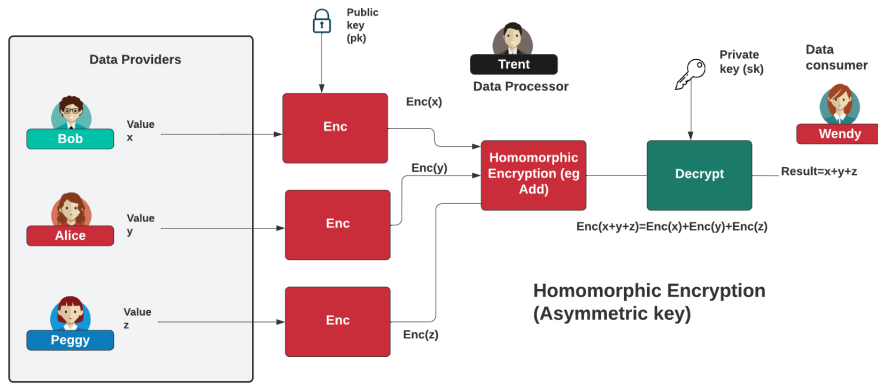 Public
key
(pk)
Data Providers
Trent
Data Processor
Private
key (sk)
Data
consumer
Bob
Value
x
Enc
Enc(x)
Wendy
Homomorphic
Encryption (eg
Add)
Decrypt
Result=x+y+z
Enc(y)
Alice
Value
y
Enc
Enc(x+y+z)=Enc(x)+Enc(y)+Enc(z)
Peggy
Value
z
Enc
Enc(z)
Homomorphic Encryption
(Asymmetric key)